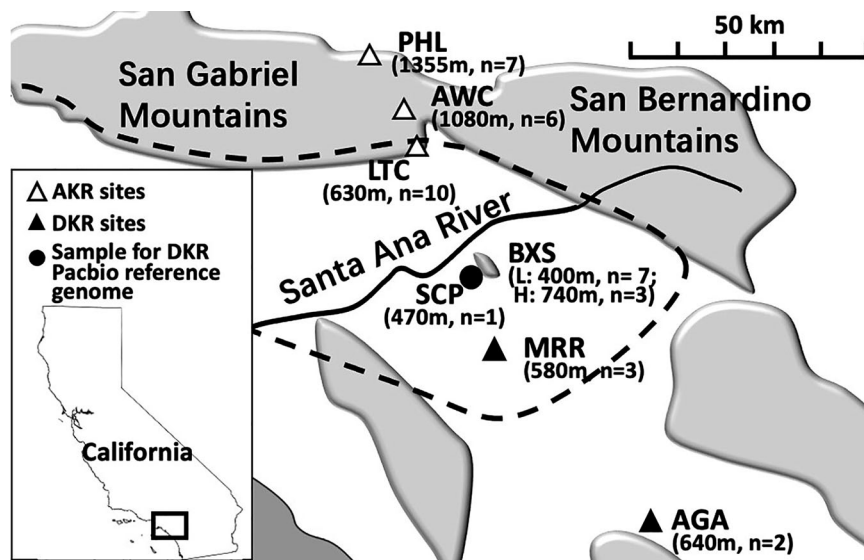 50 km
PHL
(1355m, n=7)
San Gabriel
Mountains
AWC
(1080m, n=6)
San Bernardino
Mountains
LTC
(630m, n=10)
AKR sites
DKR sites
Sample for DKR
Pacbio reference
genome
Santa Ana River
BXS
(L: 400m, n= 7;
H: 740m, n=3)
SCP
(470m, n=1)
MRR
(580m, n=3)
California
AGA
(640m, n=2)